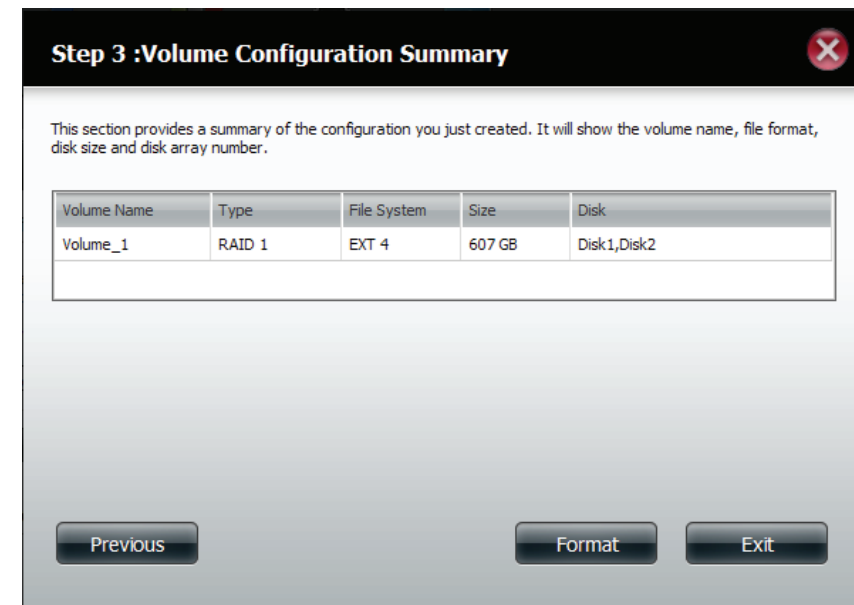 Step 3 :Volume Configuration Summary
This section provides a summary of the configuration you just created. It will show the volume name, file format,
disk size and disk array number.
Volume Name Type File System Size Disk
Volume_1 RAID 1 EXT 4 607 GB Disk1,Disk2
Previous Format Exit